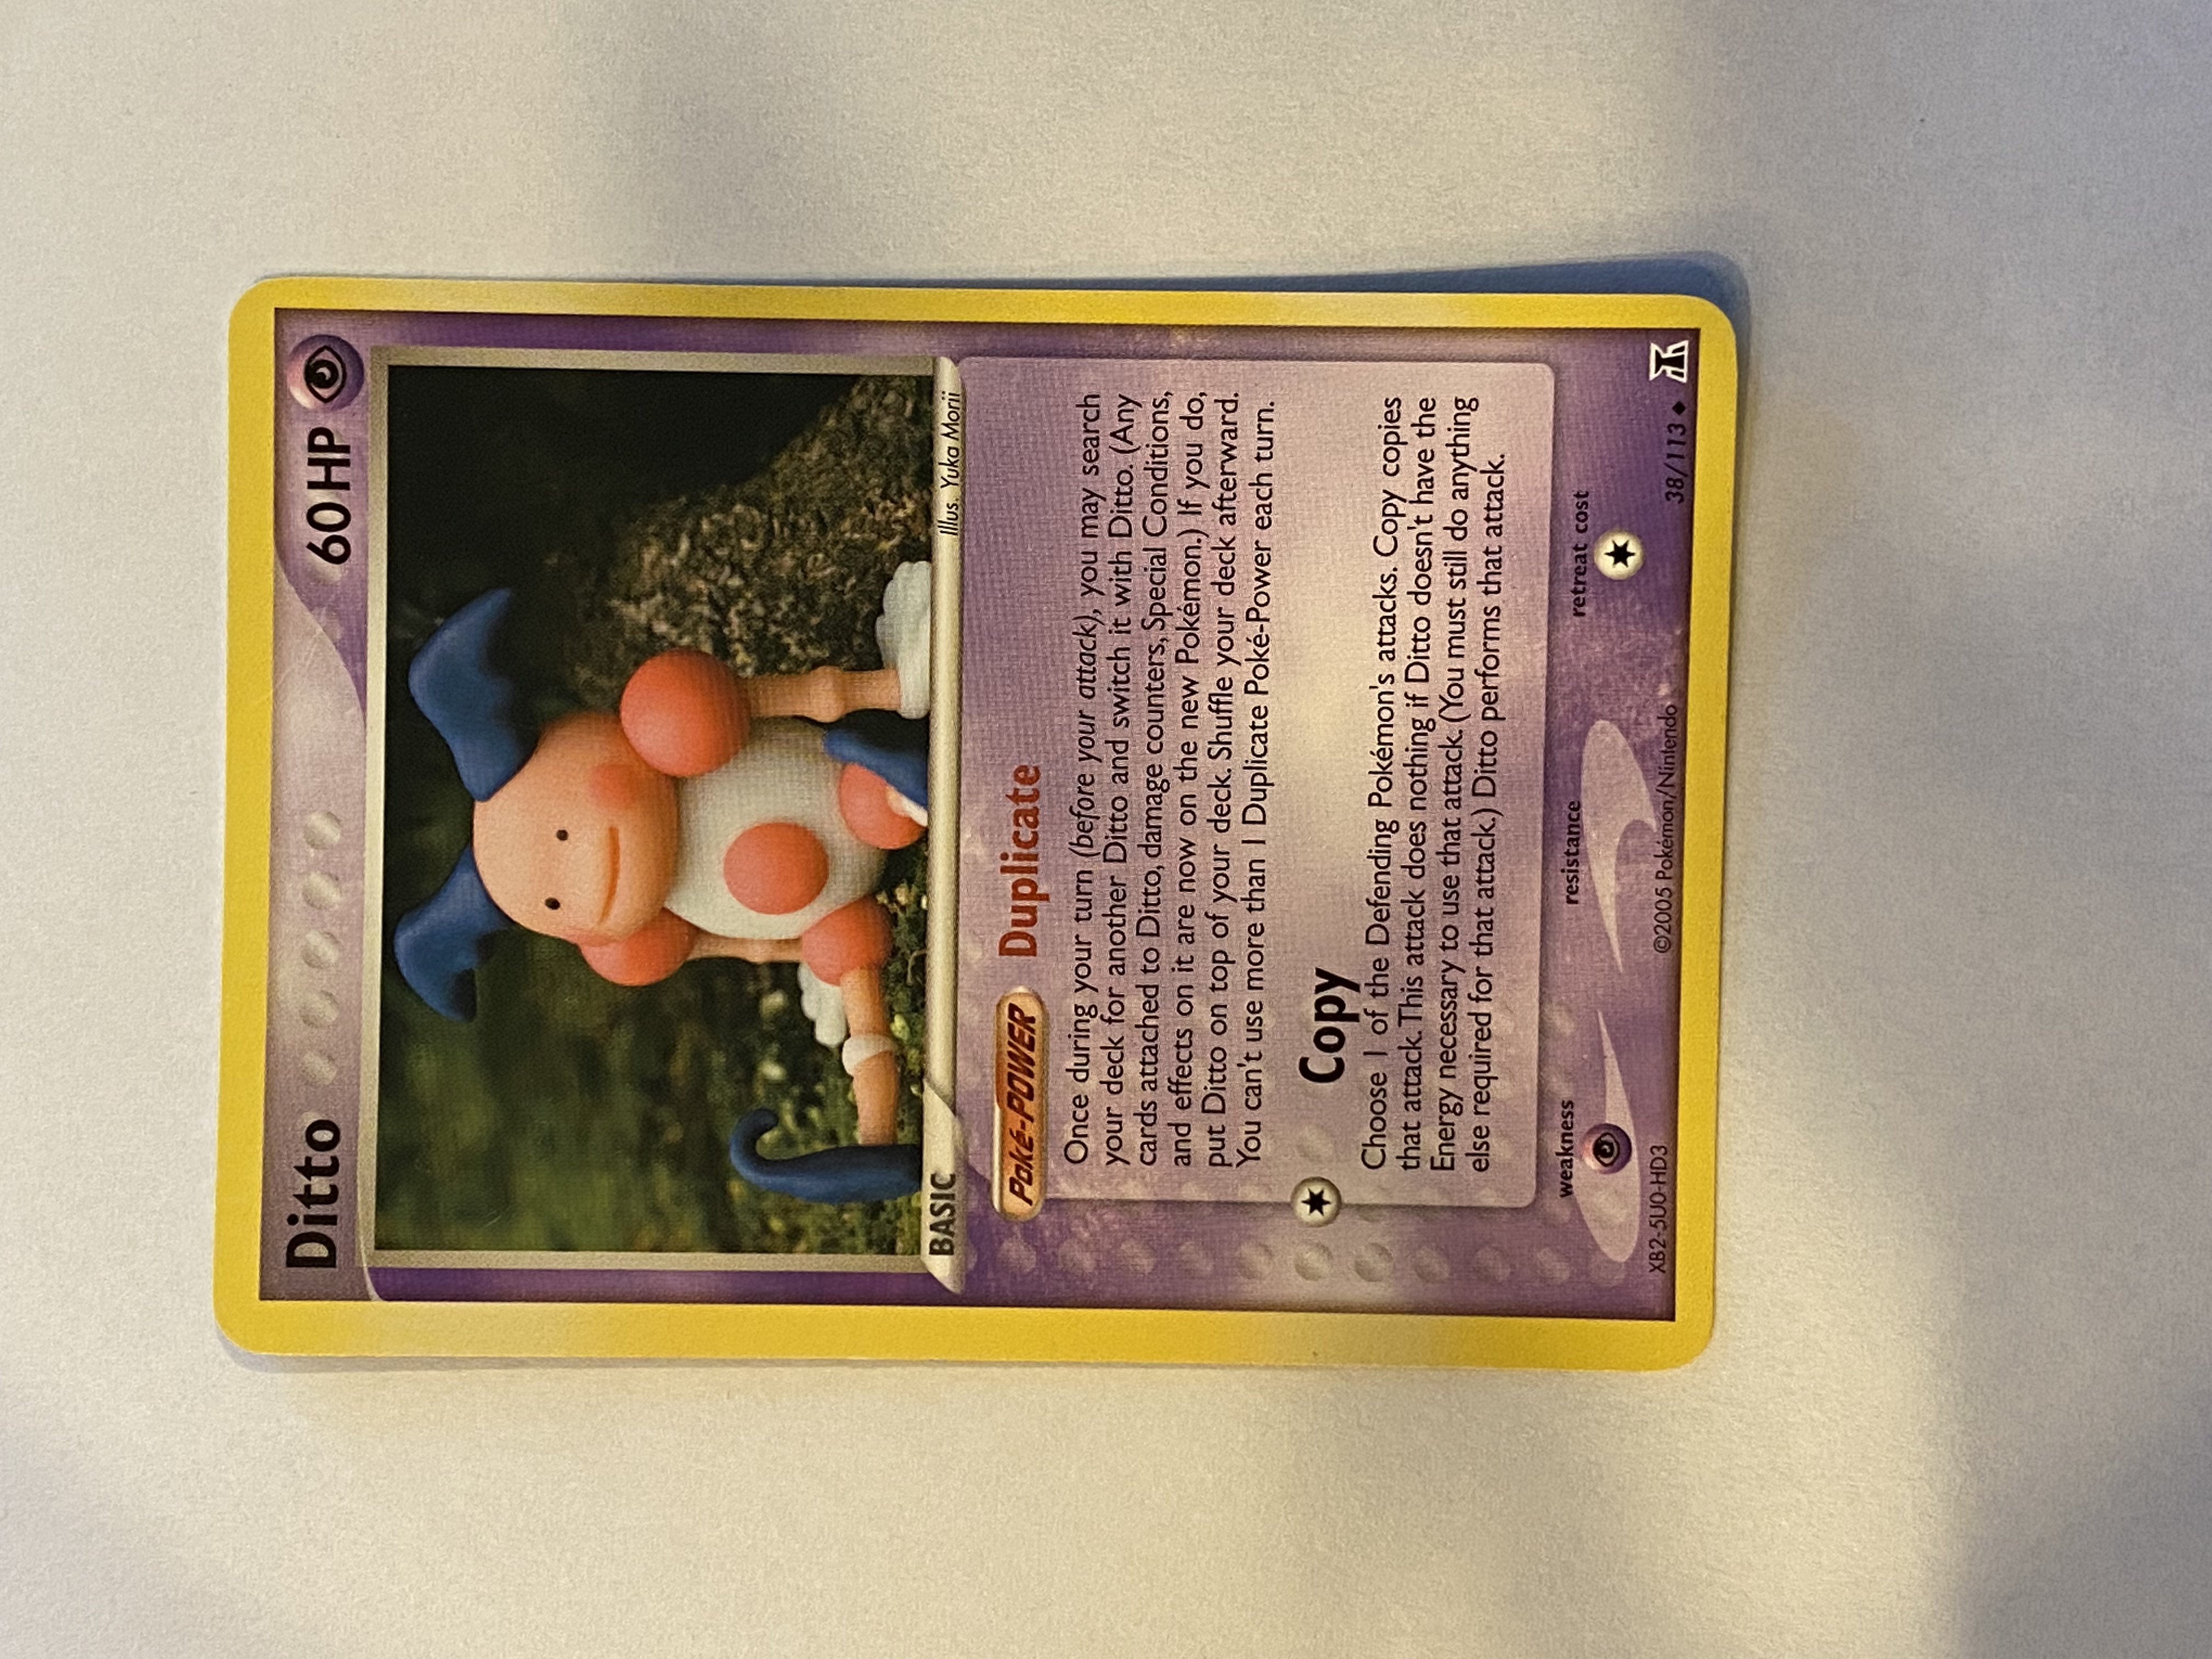 Ditto
60 HP
BASIC
Illus. Yuka Morii
Poké-POWER Duplicate
Once during your turn (before your attack), you may search
your deck for another Ditto and switch it with Ditto. (Any
cards attached to Ditto, damage counters, Special Conditions,
and effects on it are now on the new Pokémon.) If you do,
put Ditto on top of your deck. Shuffle your deck afterward.
You can't use more than 1 Duplicate Poké-Power each turn.
Copy
Choose 1 of the Defending Pokémon's attacks. Copy copies
that attack. This attack does nothing if Ditto doesn't have the
Energy necessary to use that attack. (You must still do anything
else required for that attack.) Ditto performs that attack.
weakness
resistance
retreat cost
XB2-5U0-HD3
©2005 Pokémon/Nintendo
38/113